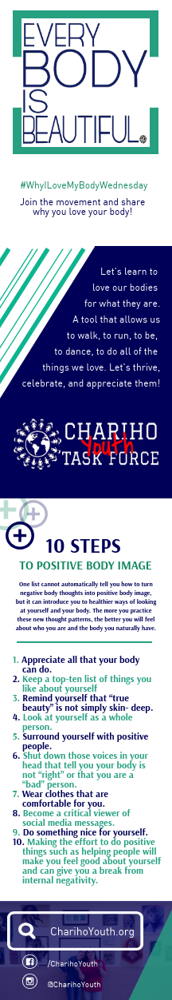 EVERY
BODY
IS
BEAUTIFUL
#WhyILoveMyBodyWednesday
Join the movement and share
why you love your body!
Let's learn to
love our bodies
for what they are.
A tool that allows us
to walk, to run, to be,
to dance, to do all of the
things we love. Let's thrive,
celebrate, and appreciate them!
CHARIHO
Youth
TASK FORCE
10 STEPS
TO POSITIVE BODY IMAGE
One list cannot automatically tell you how to turn
negative body thoughts into positive body image,
but it can introduce you to healthier ways of looking
at yourself and your body. The more you practice
these new thought patterns, the better you will feel
about who you are and the body you naturally have.
1. Appreciate all that your body
can do.
2. Keep a top-ten list of things you
like about yourself
3. Remind yourself that “true
beauty” is not simply skin- deep.
4. Look at yourself as a whole
person.
5. Surround yourself with positive
people.
6. Shut down those voices in your
head that tell you your body is
not “right” or that you are a
“bad” person.
7. Wear clothes that are
comfortable for you.
8. Become a critical viewer of
social media messages.
9. Do something nice for yourself.
10. Making the effort to do positive
things such as helping people will
make you feel good about yourself
and can give you a break from
internal negativity.
CharihoYouth.org
/CharihoYouth
@CharihoYouth